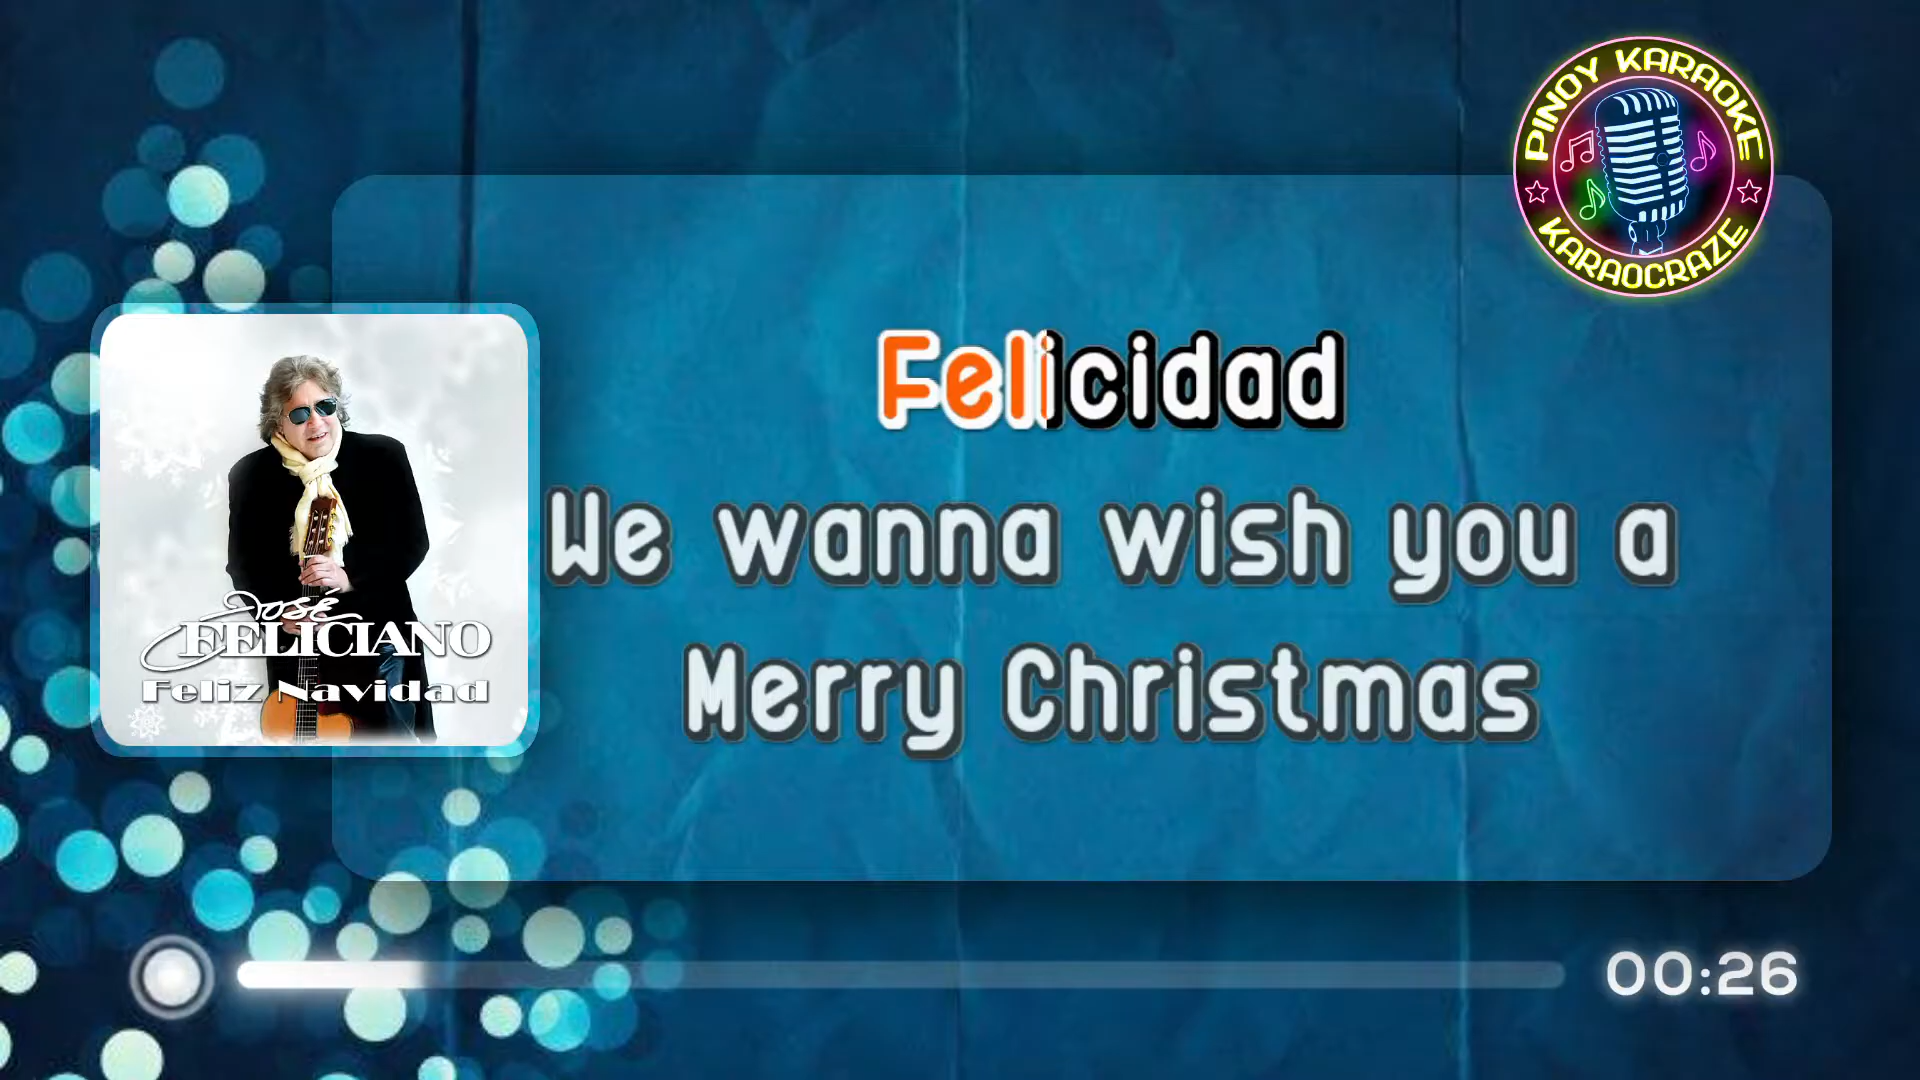 PINOY KARAOKE
KARAOCRAZE
Felicidad
We wanna wish you a
Merry Christmas
JOSÉ
FELICIANO
Feliz Navidad
00:26